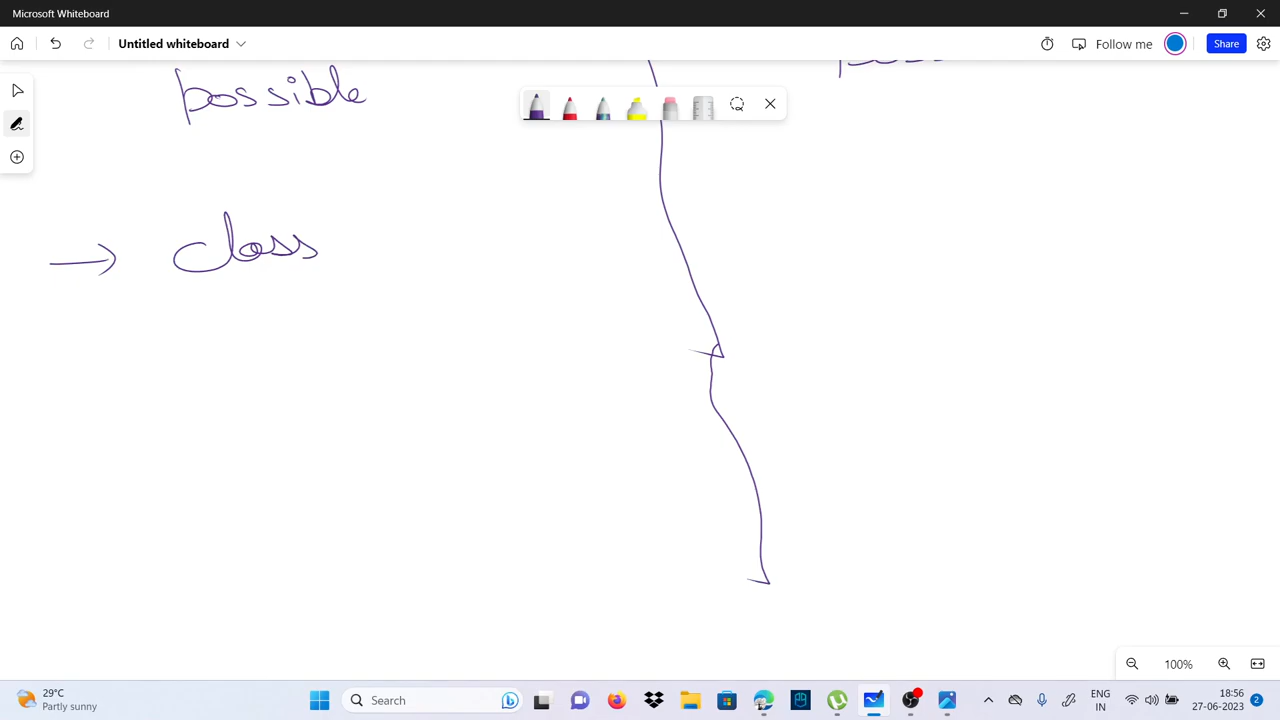 Microsoft Whiteboard
Untitled whiteboard
Follow me
Share
possible
→ class
100%
29°C
Partly sunny
Search
ENG
IN
18:56
27-06-2023
2